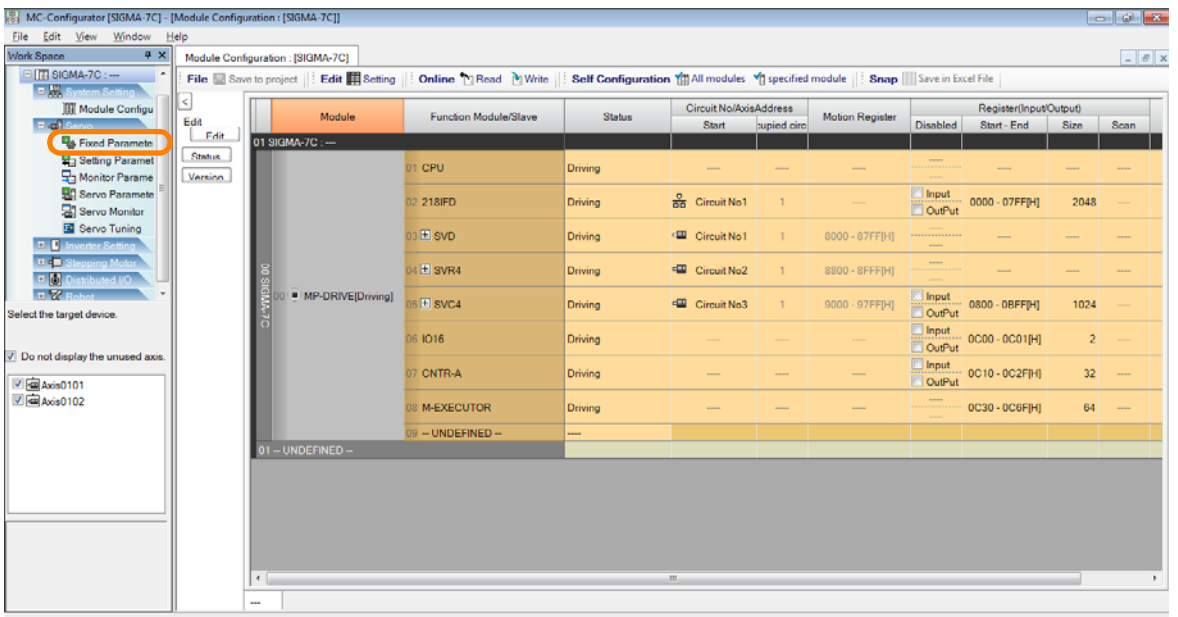 MC-Configurator [SIGMA-7C] - [Module Configuration : [SIGMA-7C]]
File Edit View Window Help
Work Space
SIGMA-7C : ---
System Setting
Module Configu
Servo
Fixed Paramete
Setting Paramet
Monitor Parame
Servo Paramete
Servo Monitor
Servo Tuning
Inverter Setting
Stepping Motor
Distributed I/O
Robot
Select the target device.
Do not display the unused axis.
Axis0101
Axis0102
Module Configuration : [SIGMA-7C]
File Save to project Edit Setting Online Read Write Self Configuration All modules specified module Snap Save in Excel File
<
Edit
Edit
Status
Version
Module Function Module/Slave Status Circuit No/AxisAddress Motion Register Register(Input/Output)
Start cupied circ Disabled Start - End Size Scan
01 SIGMA-7C : ---
00 SIGMA-7C
00 MP-DRIVE[Driving]
01 CPU Driving ---- ---- ---- ---- ---- ---- ---- ----
02 218IFD Driving Circuit No1 1 ---- Input OutPut 0000 - 07FF[H] 2048 ----
03 SVD Driving Circuit No1 1 8000 - 87FF[H] ---- ---- ---- ---- ----
04 SVR4 Driving Circuit No2 1 8800 - 8FFF[H] ---- ---- ---- ---- ----
05 SVC4 Driving Circuit No3 1 9000 - 97FF[H] Input OutPut 0800 - 0BFF[H] 1024 ----
06 IO16 Driving ---- ---- ---- Input OutPut 0C00 - 0C01[H] 2 ----
07 CNTR-A Driving ---- ---- ---- Input OutPut 0C10 - 0C2F[H] 32 ----
08 M-EXECUTOR Driving ---- ---- ---- ---- ---- 0C30 - 0C6F[H] 64 ----
09 -- UNDEFINED -- ----
01 -- UNDEFINED --
---